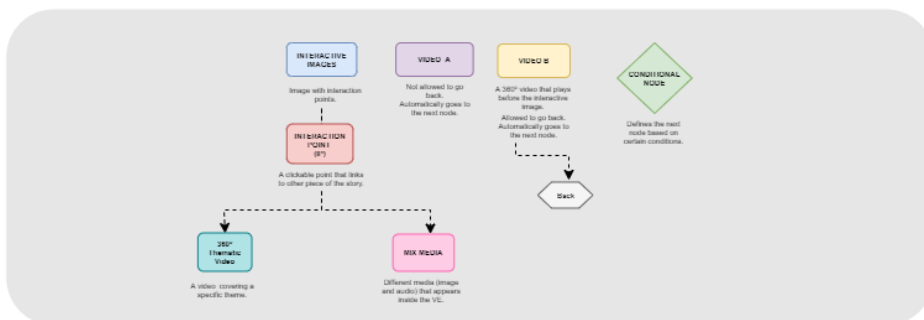 INTERACTIVE
IMAGES
Image with interaction
points.
VIDEO A
Not allowed to go
back.
Automatically goes to
the next node.
VIDEO B
A 360º video that plays
before the interactive
image.
Allowed to go back.
Automatically goes to
the next node.
CONDITIONAL
NODE
Defines the next
node based on
certain conditions.
INTERACTION
POINT
A clickable point that links
to other piece of the story.
Back
360º
Thematic
Video
A video covering a
specific theme.
MIX MEDIA
Different media (image
and audio) that appears
inside the VE.